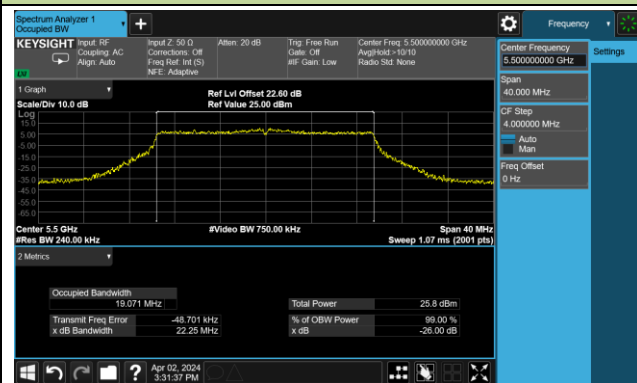 Spectrum Analyzer 1
Occupied BW
+
Frequency
KEYSIGHT
Input: RF
Coupling: AC
Align: Auto
Input Z: 50 Ω
Corrections: Off
Freq Ref: Int (S)
NFE: Adaptive
Atten: 20 dB
Trig: Free Run
Gate: Off
#IF Gain: Low
Center Freq: 5.500000000 GHz
Avg|Hold:>10/10
Radio Std: None
Center Frequency
5.500000000 GHz
Settings
Span
40.000 MHz
CF Step
4.000000 MHz
Auto
Man
Freq Offset
0 Hz
1 Graph
Scale/Div 10.0 dB
Ref Lvl Offset 22.60 dB
Ref Value 25.00 dBm
Log
15.0
5.00
-5.00
-15.0
-25.0
-35.0
-45.0
-55.0
-65.0
Center 5.5 GHz
#Res BW 240.00 kHz
#Video BW 750.00 kHz
Span 40 MHz
Sweep 1.07 ms (2001 pts)
2 Metrics
Occupied Bandwidth
19.071 MHz
Transmit Freq Error -48.701 kHz
x dB Bandwidth 22.25 MHz
Total Power 25.8 dBm
% of OBW Power 99.00 %
x dB -26.00 dB
?
Apr 02, 2024
3:31:37 PM